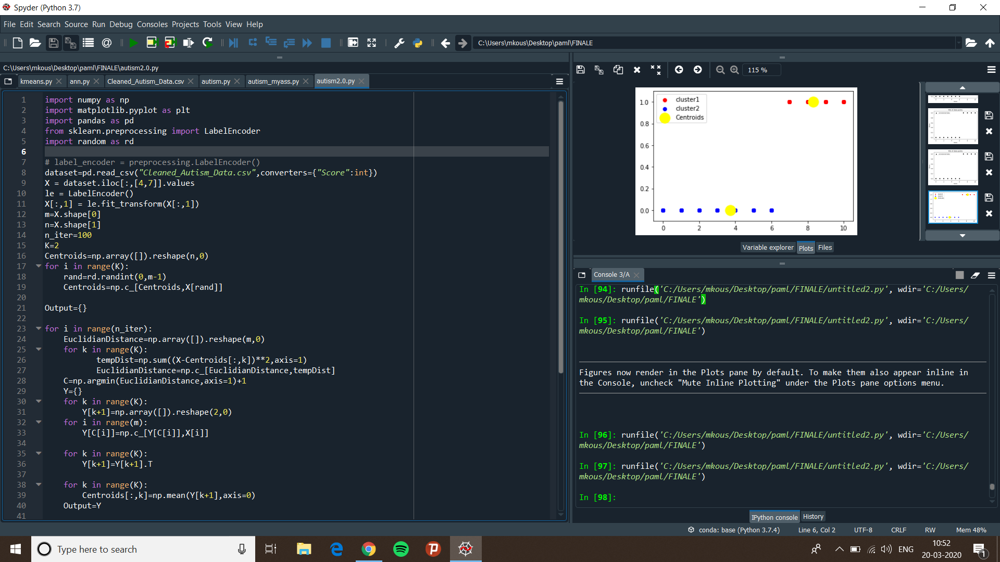 Spyder (Python 3.7)
File Edit Search Source Run Debug Consoles Projects Tools View Help
C:\Users\mkous\Desktop\paml\FINALE
C:\Users\mkous\Desktop\paml\FINALE\autism2.0.py
kmeans.py ann.py Cleaned_Autism_Data.csv autism.py autism_myass.py autism2.0.py
1 import numpy as np
2 import matplotlib.pyplot as plt
3 import pandas as pd
4 from sklearn.preprocessing import LabelEncoder
5 import random as rd
6
7 # label_encoder = preprocessing.LabelEncoder()
8 dataset=pd.read_csv("Cleaned_Autism_Data.csv",converters={"Score":int})
9 X = dataset.iloc[:,[4,7]].values
10 le = LabelEncoder()
11 X[:,1] = le.fit_transform(X[:,1])
12 m=X.shape[0]
13 n=X.shape[1]
14 n_iter=100
15 K=2
16 Centroids=np.array([]).reshape(n,0)
17 for i in range(K):
18 rand=rd.randint(0,m-1)
19 Centroids=np.c_[Centroids,X[rand]]
20
21 Output={}
22
23 for i in range(n_iter):
24 EuclidianDistance=np.array([]).reshape(m,0)
25 for k in range(K):
26 tempDist=np.sum((X-Centroids[:,k])**2,axis=1)
27 EuclidianDistance=np.c_[EuclidianDistance,tempDist]
28 C=np.argmin(EuclidianDistance,axis=1)+1
29 Y={}
30 for k in range(K):
31 Y[k+1]=np.array([]).reshape(2,0)
32 for i in range(m):
33 Y[C[i]]=np.c_[Y[C[i]],X[i]]
34
35 for k in range(K):
36 Y[k+1]=Y[k+1].T
37
38 for k in range(K):
39 Centroids[:,k]=np.mean(Y[k+1],axis=0)
40 Output=Y
41
115 %
cluster1
cluster2
Centroids
1.0
0.8
0.6
0.4
0.2
0.0
0 2 4 6 8 10
Variable explorer Plots Files
Console 3/A
In [94]: runfile('C:/Users/mkous/Desktop/paml/FINALE/untitled2.py', wdir='C:/Users/
mkous/Desktop/paml/FINALE')
In [95]: runfile('C:/Users/mkous/Desktop/paml/FINALE/untitled2.py', wdir='C:/Users/
mkous/Desktop/paml/FINALE')
Figures now render in the Plots pane by default. To make them also appear inline in
the Console, uncheck "Mute Inline Plotting" under the Plots pane options menu.
In [96]: runfile('C:/Users/mkous/Desktop/paml/FINALE/untitled2.py', wdir='C:/Users/
mkous/Desktop/paml/FINALE')
In [97]: runfile('C:/Users/mkous/Desktop/paml/FINALE/untitled2.py', wdir='C:/Users/
mkous/Desktop/paml/FINALE')
In [98]:
IPython console History
conda: base (Python 3.7.4) Line 6, Col 2 UTF-8 CRLF RW Mem 48%
Type here to search
ENG
10:52
20-03-2020
1